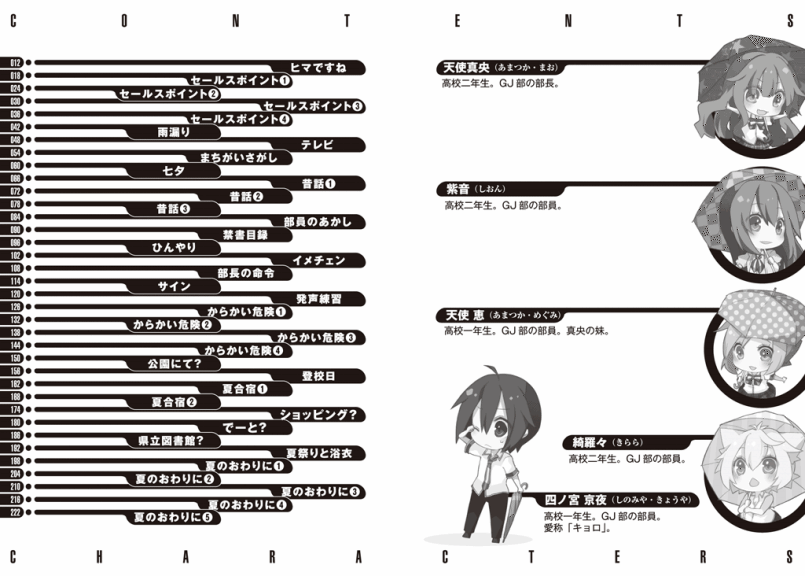 CONTENTS
012 ヒマですね
018 セールスポイント❶
024 セールスポイント❷
030 セールスポイント❸
036 セールスポイント❹
042 雨漏り
048 テレビ
054 まちがいさがし
060 七夕
066 昔話❶
072 昔話❷
078 昔話❸
084 部員のあかし
090 禁書目録
096 ひんやり
102 イメチェン
108 部長の命令
114 サイン
120 発声練習
126 からかい危険❶
132 からかい危険❷
138 からかい危険❸
144 からかい危険❹
150 公園にて?
156 登校日
162 夏合宿❶
168 夏合宿❷
174 ショッピング?
180 でーと?
186 県立図書館?
192 夏祭りと浴衣
198 夏のおわりに❶
204 夏のおわりに❷
210 夏のおわりに❸
216 夏のおわりに❹
222 夏のおわりに❺
天使真央(あまつか・まお)
高校二年生。GJ部の部長。
紫音(しおん)
高校二年生。GJ部の部員。
天使 恵(あまつか・めぐみ)
高校一年生。GJ部の部員。真央の妹。
綺羅々(きらら)
高校二年生。GJ部の部員。
四ノ宮 京夜(しのみや・きょうや)
高校一年生。GJ部の部員。
愛称「キョロ」。
CHARACTERS